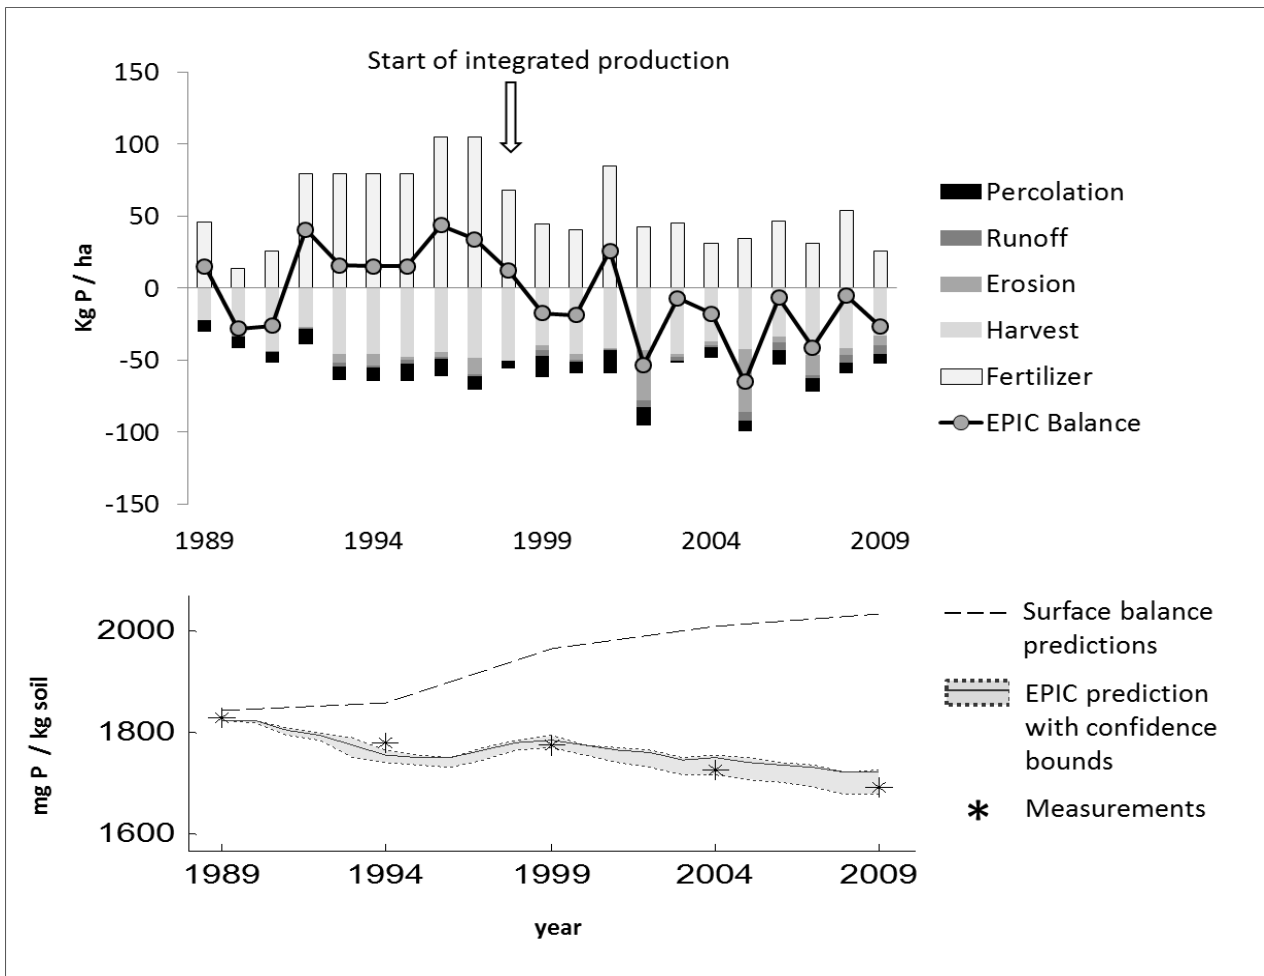 Start of integrated production
150
100
50
0
-50
-100
-150
Kg P / ha
1989
1994
1999
2004
2009
Percolation
Runoff
Erosion
Harvest
Fertilizer
EPIC Balance
2000
1800
1600
mg P / kg soil
1989
1994
1999
2004
2009
year
Surface balance
predictions
EPIC prediction
with confidence
bounds
Measurements